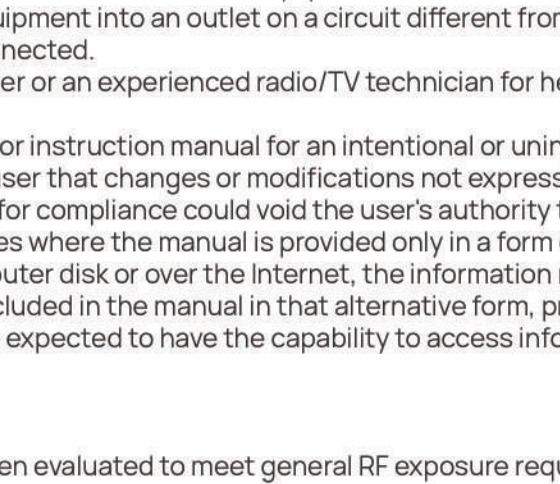 uipment into an outlet on a circuit different fro
nected.
er or an experienced radio/TV technician for he
or instruction manual for an intentional or unin
user that changes or modifications not express
for compliance could void the user's authority
es where the manual is provided only in a form
outer disk or over the Internet, the information
cluded in the manual in that alternative form, p
expected to have the capability to access info
en evaluated to meet general RF exposure requ